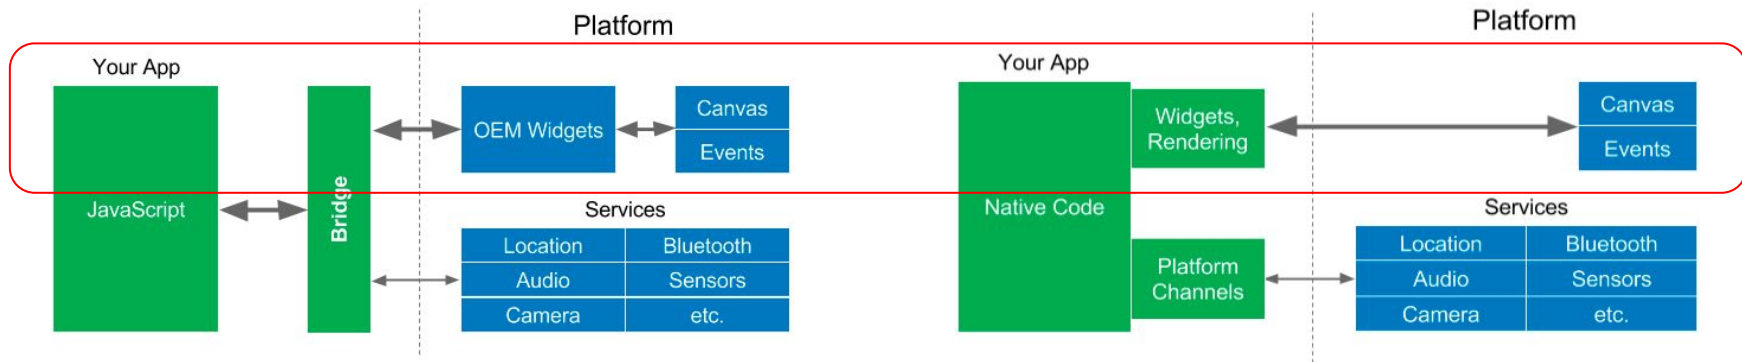 Platform
Your App
JavaScript
Bridge
OEM Widgets
Canvas
Events
Services
Location
Bluetooth
Audio
Sensors
Camera
etc.
Platform
Your App
Native Code
Widgets,
Rendering
Platform
Channels
Canvas
Events
Services
Location
Bluetooth
Audio
Sensors
Camera
etc.